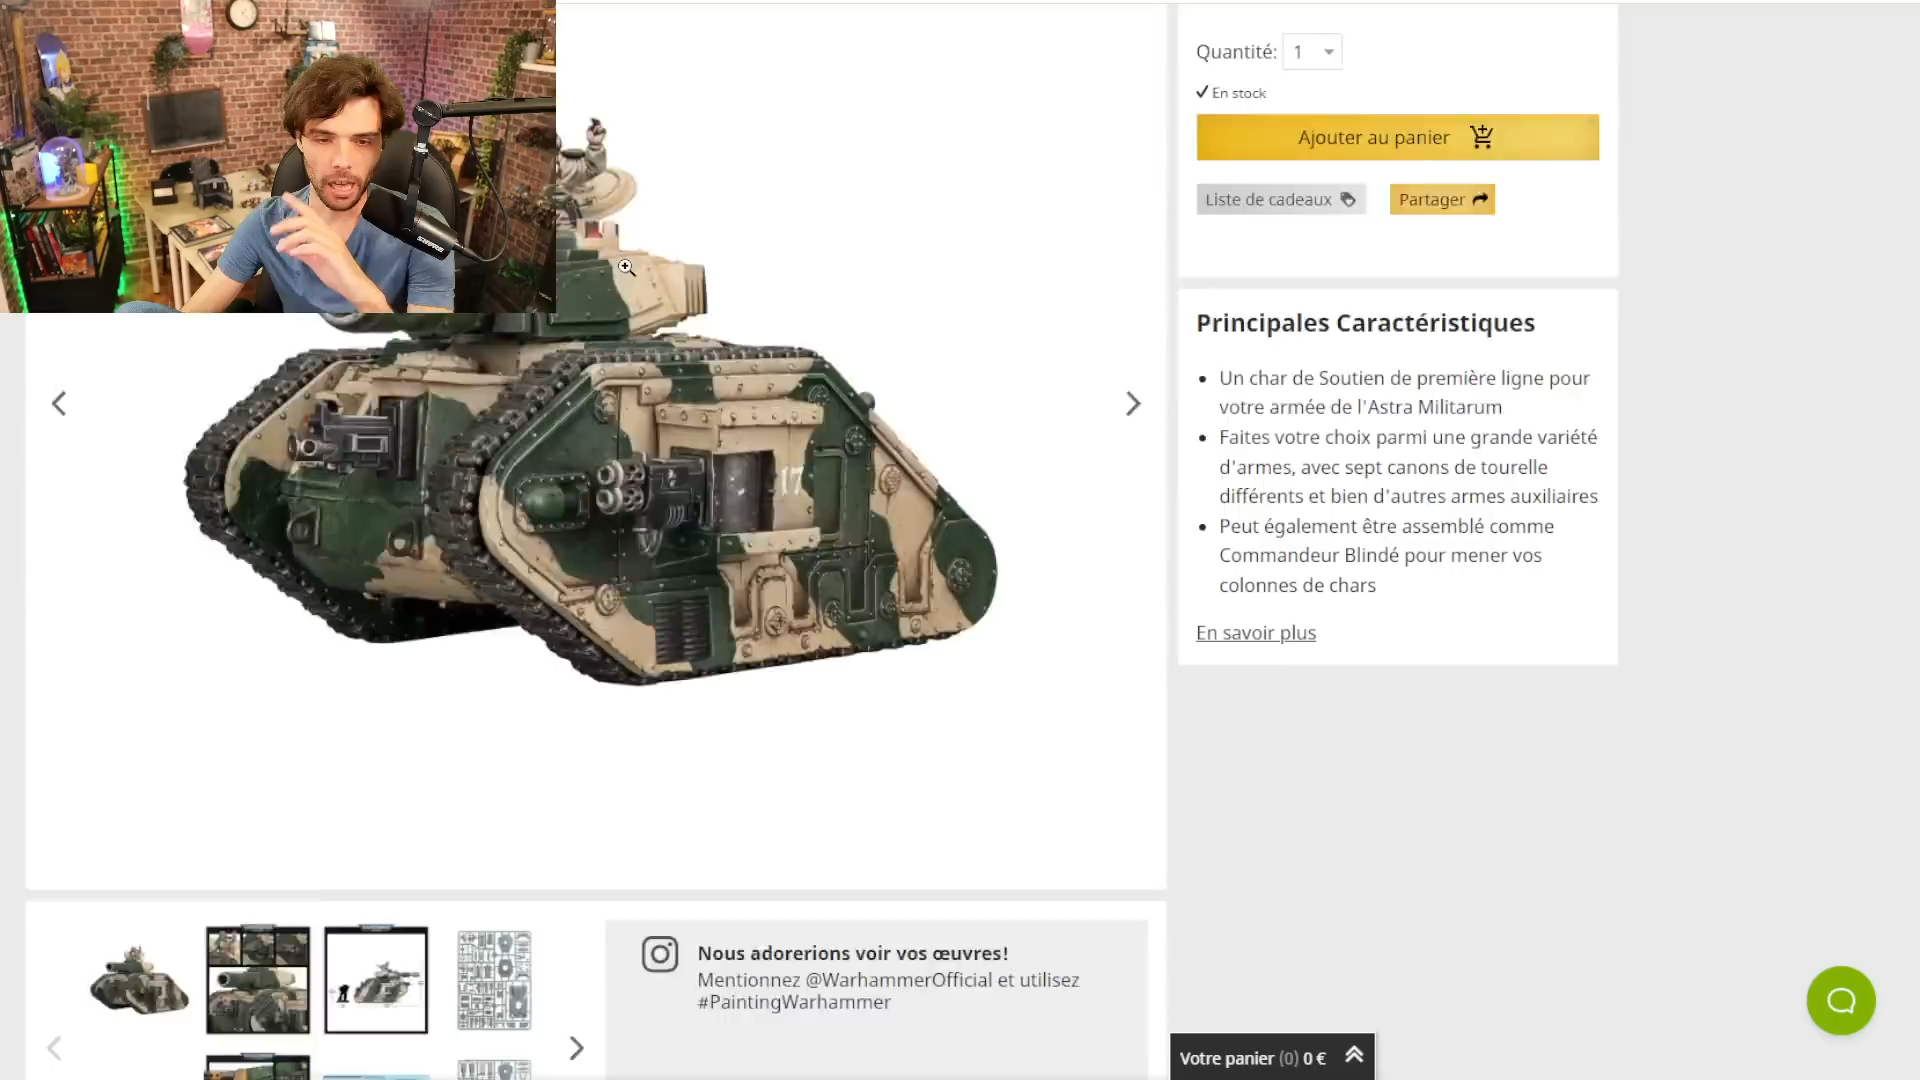 Quantité: 1
En stock
Ajouter au panier
Liste de cadeaux
Partager
SHURE
17
Principales Caractéristiques
Un char de Soutien de première ligne pour
votre armée de l'Astra Militarum
Faites votre choix parmi une grande variété
d'armes, avec sept canons de tourelle
différents et bien d'autres armes auxiliaires
Peut également être assemblé comme
Commandeur Blindé pour mener vos
colonnes de chars
En savoir plus
Nous adorerions voir vos œuvres!
Mentionnez @WarhammerOfficial et utilisez
#PaintingWarhammer
Votre panier (0) 0 €